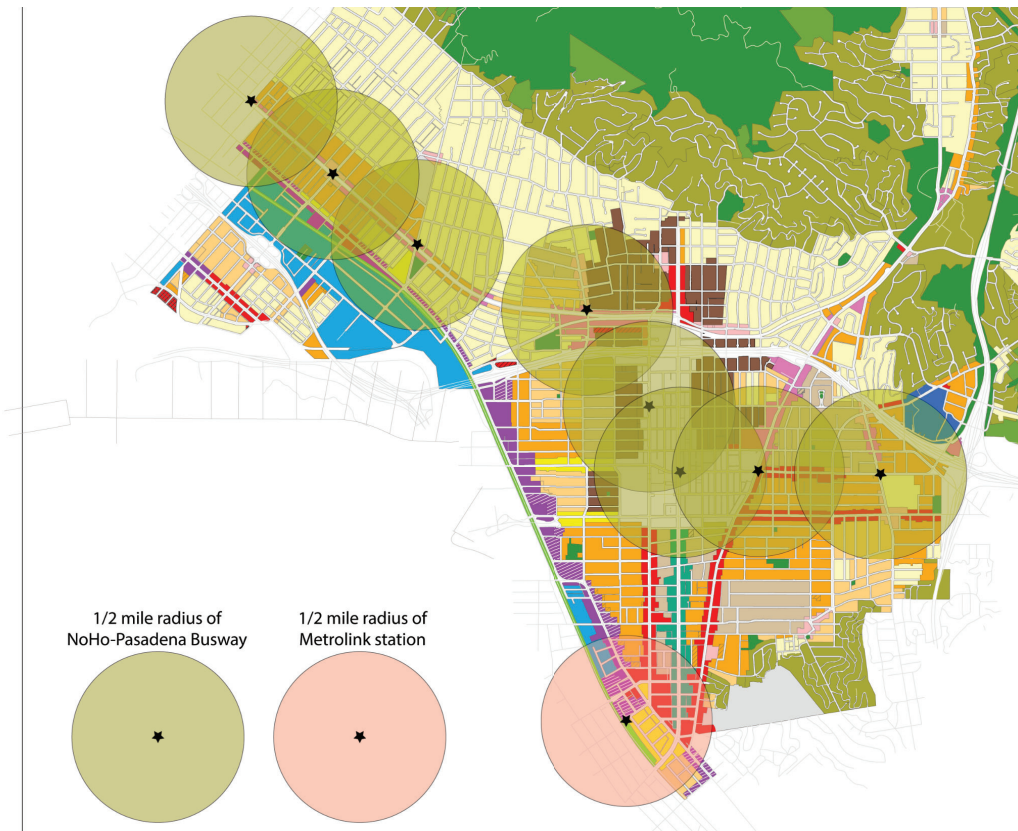 1/2 mile radius of
NoHo-Pasadena Busway
1/2 mile radius of
Metrolink station